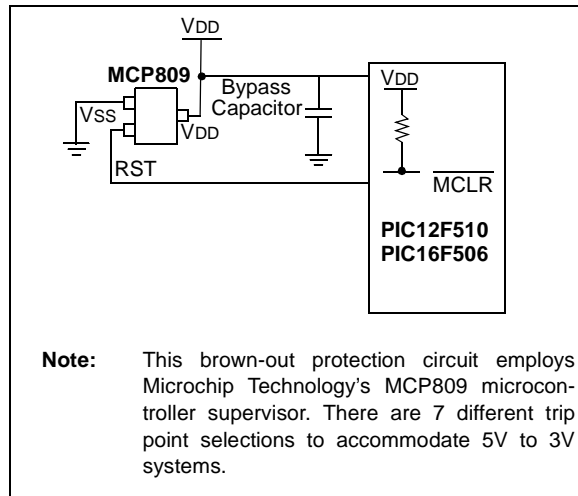 VDD
MCP809
Bypass
Capacitor
VSS
VDD
RST
VDD
MCLR
PIC12F510
PIC16F506
Note: This brown-out protection circuit employs
Microchip Technology's MCP809 microcon-
troller supervisor. There are 7 different trip
point selections to accommodate 5V to 3V
systems.